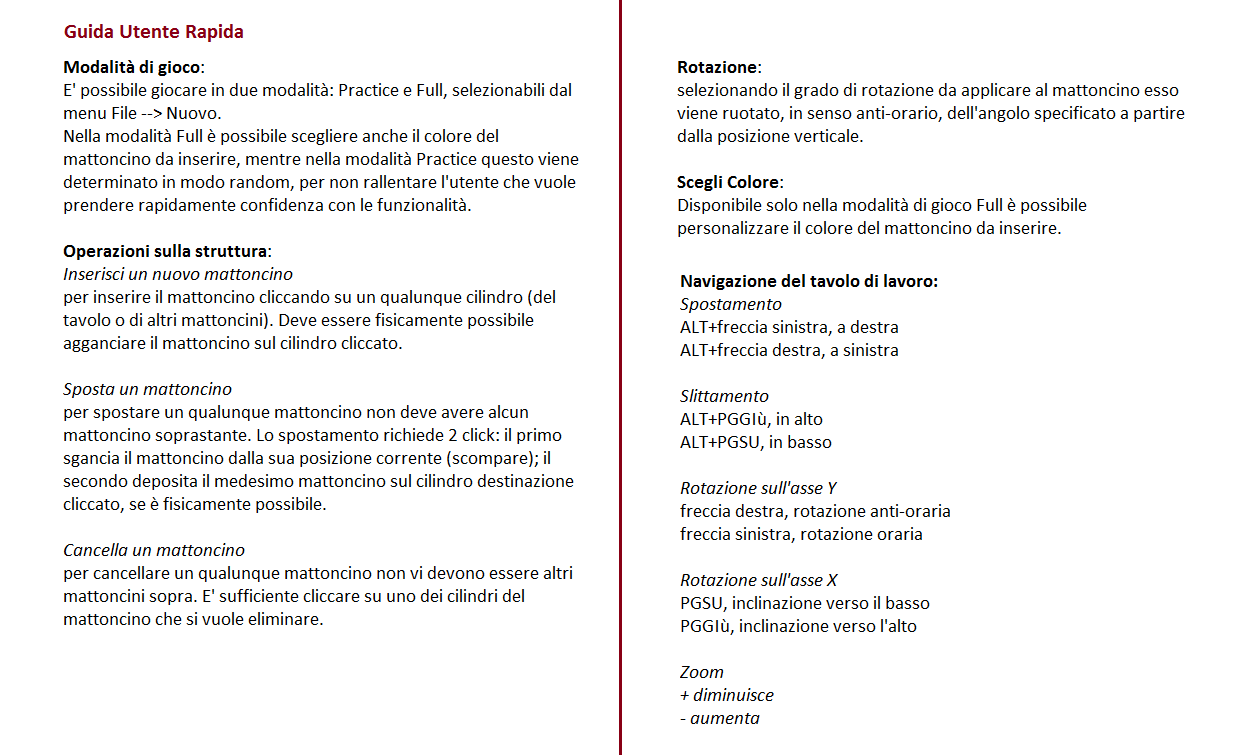 Guida Utente Rapida
Modalità di gioco:
E' possibile giocare in due modalità: Practice e Full, selezionabili dal
menu File --> Nuovo.
Nella modalità Full è possibile scegliere anche il colore del
mattoncino da inserire, mentre nella modalità Practice questo viene
determinato in modo random, per non rallentare l'utente che vuole
prendere rapidamente confidenza con le funzionalità.
Operazioni sulla struttura:
Inserisci un nuovo mattoncino
per inserire il mattoncino cliccando su un qualunque cilindro (del
tavolo o di altri mattoncini). Deve essere fisicamente possibile
agganciare il mattoncino sul cilindro cliccato.
Sposta un mattoncino
per spostare un qualunque mattoncino non deve avere alcun
mattoncino soprastante. Lo spostamento richiede 2 click: il primo
sgancia il mattoncino dalla sua posizione corrente (scompare); il
secondo deposita il medesimo mattoncino sul cilindro destinazione
cliccato, se è fisicamente possibile.
Cancella un mattoncino
per cancellare un qualunque mattoncino non vi devono essere altri
mattoncini sopra. E' sufficiente cliccare su uno dei cilindri del
mattoncino che si vuole eliminare.
Rotazione:
selezionando il grado di rotazione da applicare al mattoncino esso
viene ruotato, in senso anti-orario, dell'angolo specificato a partire
dalla posizione verticale.
Scegli Colore:
Disponibile solo nella modalità di gioco Full è possibile
personalizzare il colore del mattoncino da inserire.
Navigazione del tavolo di lavoro:
Spostamento
ALT+freccia sinistra, a destra
ALT+freccia destra, a sinistra
Slittamento
ALT+PGGIù, in alto
ALT+PGSU, in basso
Rotazione sull'asse Y
freccia destra, rotazione anti-oraria
freccia sinistra, rotazione oraria
Rotazione sull'asse X
PGSU, inclinazione verso il basso
PGGIù, inclinazione verso l'alto
Zoom
+ diminuisce
- aumenta